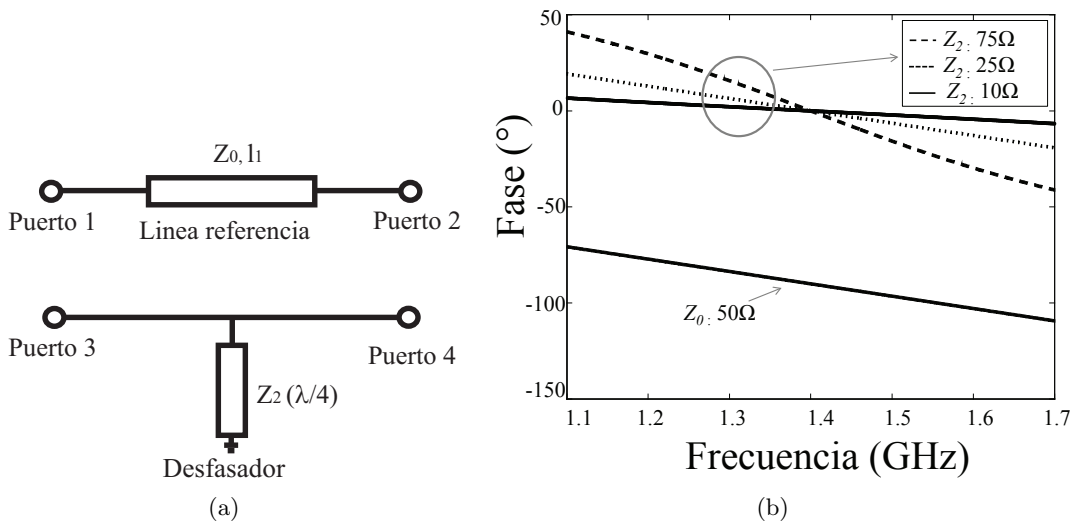 Z0, l1
Puerto 1
Puerto 2
Linea referencia
Puerto 3
Puerto 4
Z2 (λ/4)
Desfasador
(a)
Fase (°)
50
0
-50
-100
-150
Z2 : 75Ω
Z2 : 25Ω
Z2 : 10Ω
Z0 : 50Ω
1.1 1.2 1.3 1.4 1.5 1.6 1.7
Frecuencia (GHz)
(b)